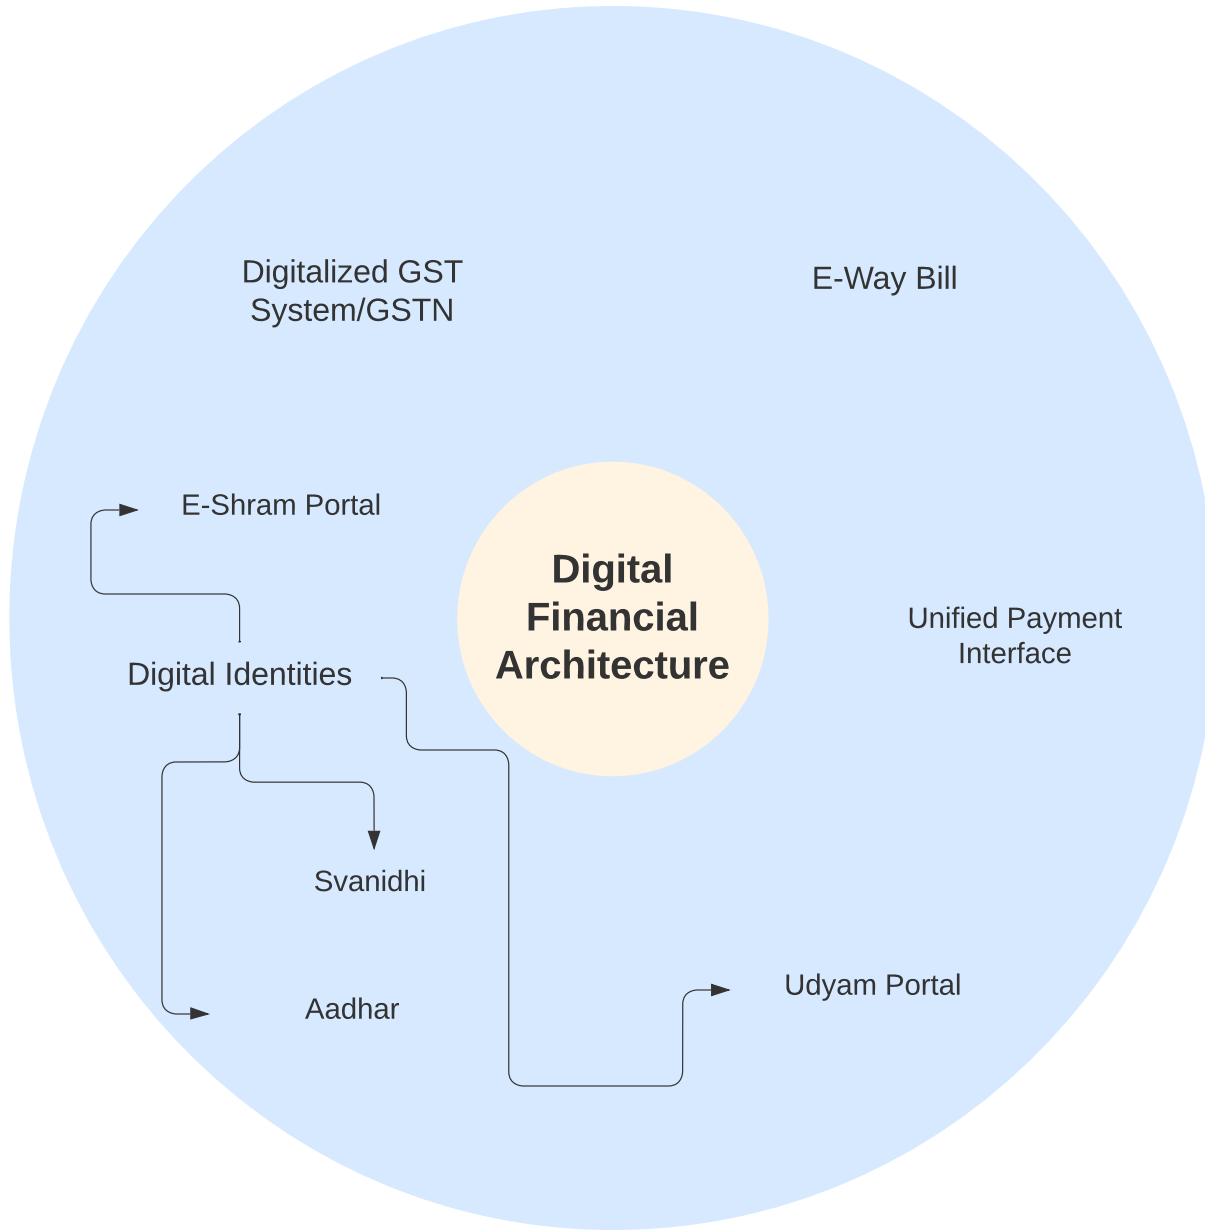 Digitalized GST
System/GSTN
E-Way Bill
E-Shram Portal
Digital
Financial
Architecture
Unified Payment
Interface
Digital Identities
Svanidhi
Aadhar
Udyam Portal